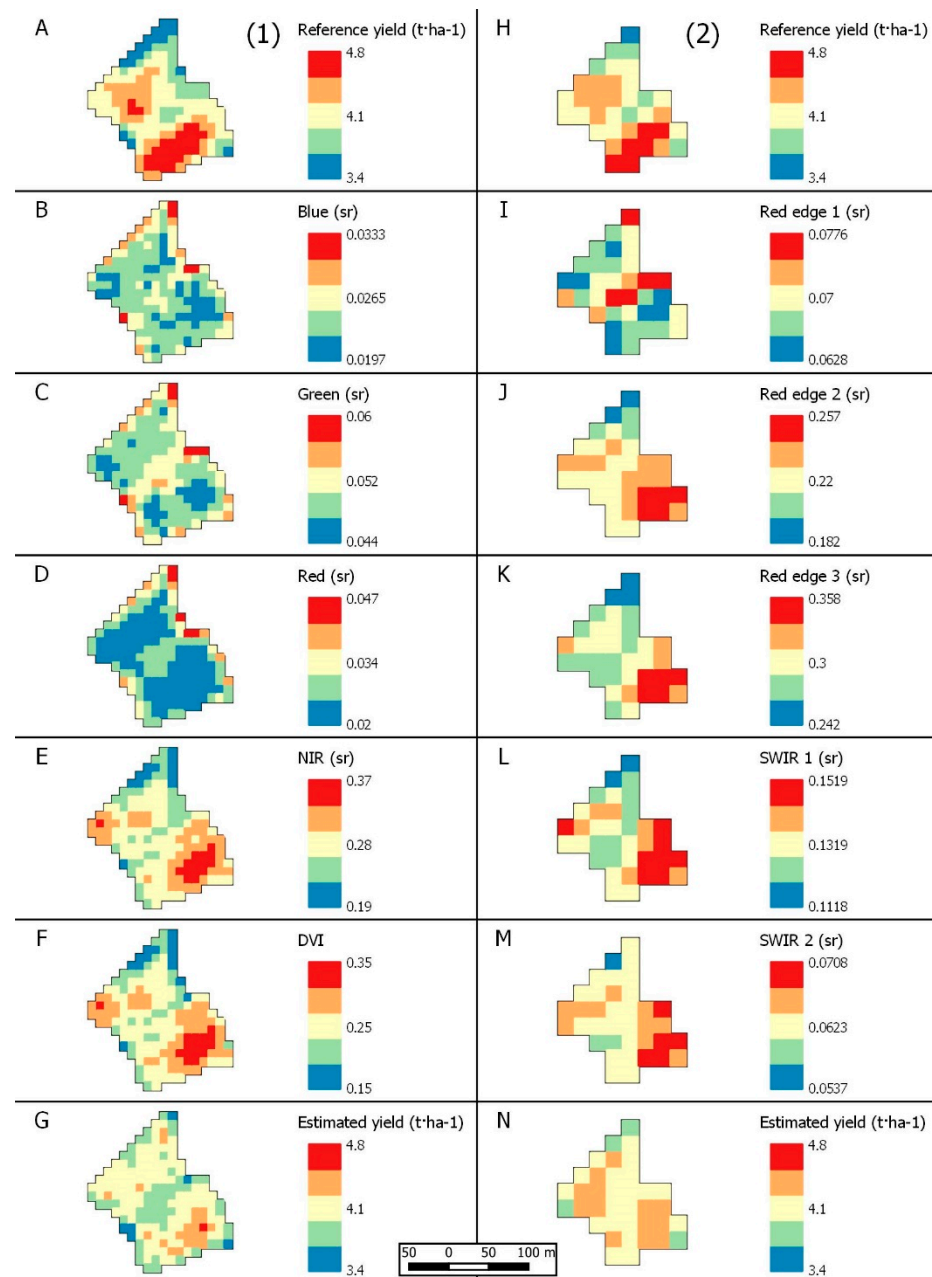 A (1) Reference yield (t·ha-1)
4.8
4.1
3.4
H (2) Reference yield (t·ha-1)
4.8
4.1
3.4
B Blue (sr)
0.0333
0.0265
0.0197
I Red edge 1 (sr)
0.0776
0.07
0.0628
C Green (sr)
0.06
0.052
0.044
J Red edge 2 (sr)
0.257
0.22
0.182
D Red (sr)
0.047
0.034
0.02
K Red edge 3 (sr)
0.358
0.3
0.242
E NIR (sr)
0.37
0.28
0.19
L SWIR 1 (sr)
0.1519
0.1319
0.1118
F DVI
0.35
0.25
0.15
M SWIR 2 (sr)
0.0708
0.0623
0.0537
G Estimated yield (t·ha-1)
4.8
4.1
3.4
N Estimated yield (t·ha-1)
4.8
4.1
3.4
50 0 50 100 m